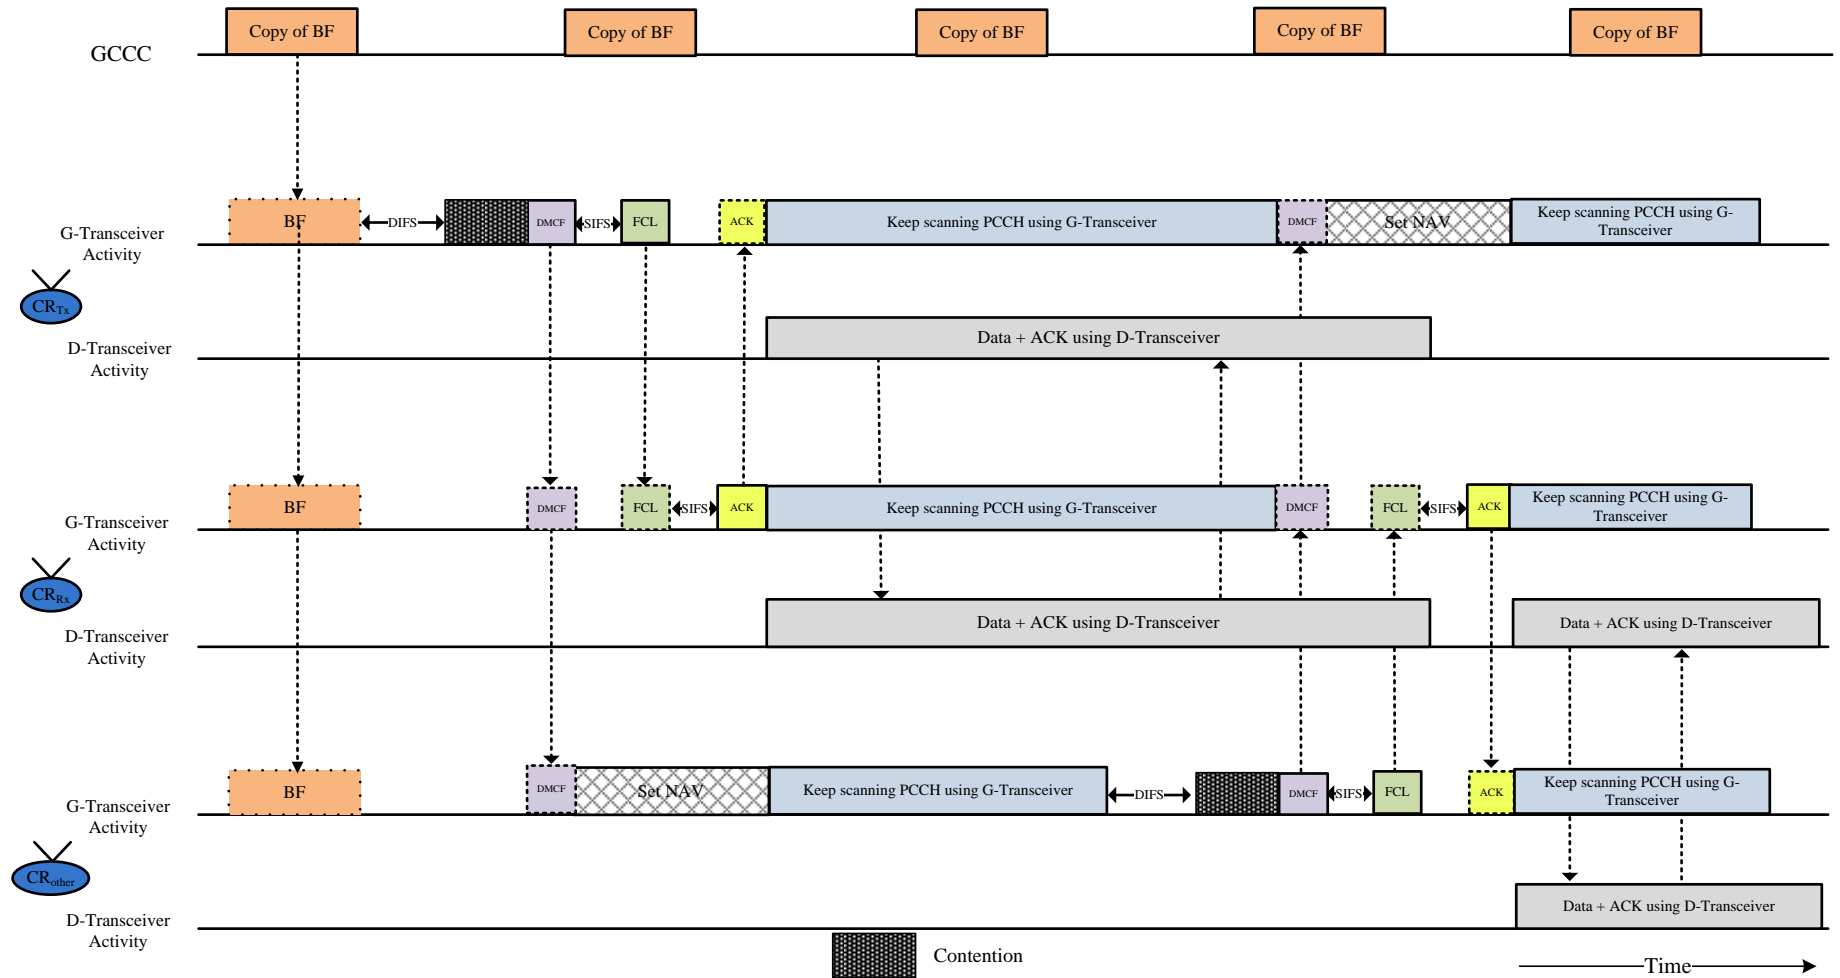 Copy of BF
Copy of BF
Copy of BF
Copy of BF
Copy of BF
GCCC
BF
DIFS
DMCF
SIFS
FCL
ACK
Keep scanning PCCH using G-Transceiver
DMCF
Set NAV
Keep scanning PCCH using G-
Transceiver
G-Transceiver
Activity
CRTx
Data + ACK using D-Transceiver
D-Transceiver
Activity
BF
DMCF
FCL
SIFS
ACK
Keep scanning PCCH using G-Transceiver
DMCF
FCL
SIFS
ACK
Keep scanning PCCH using G-
Transceiver
G-Transceiver
Activity
CRRx
Data + ACK using D-Transceiver
Data + ACK using D-Transceiver
D-Transceiver
Activity
BF
DMCF
Set NAV
Keep scanning PCCH using G-Transceiver
DIFS
DMCF
SIFS
FCL
ACK
Keep scanning PCCH using G-
Transceiver
G-Transceiver
Activity
CRother
Data + ACK using D-Transceiver
D-Transceiver
Activity
Contention
Time